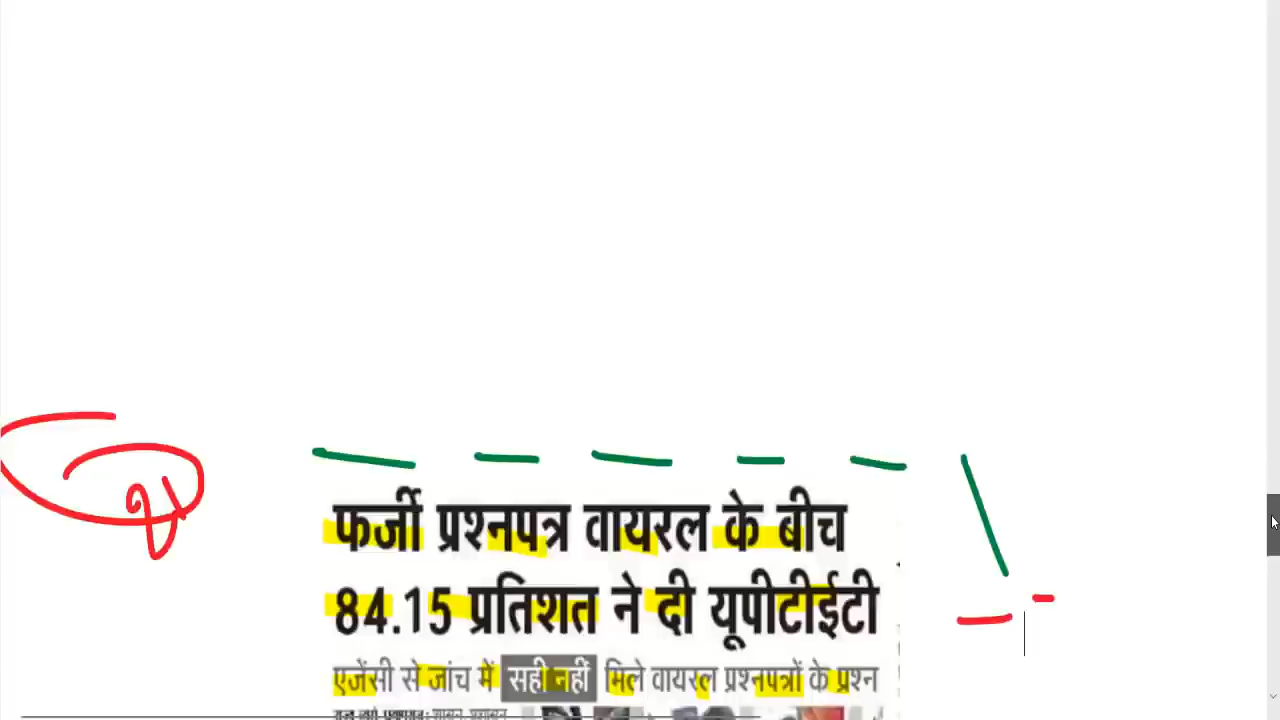 फर्जी प्रश्नपत्र वायरल के बीच
84.15 प्रतिशत ने दी यूपीटीईटी
एजेंसी से जांच में सही नहीं मिले वायरल प्रश्नपत्रों के प्रश्न